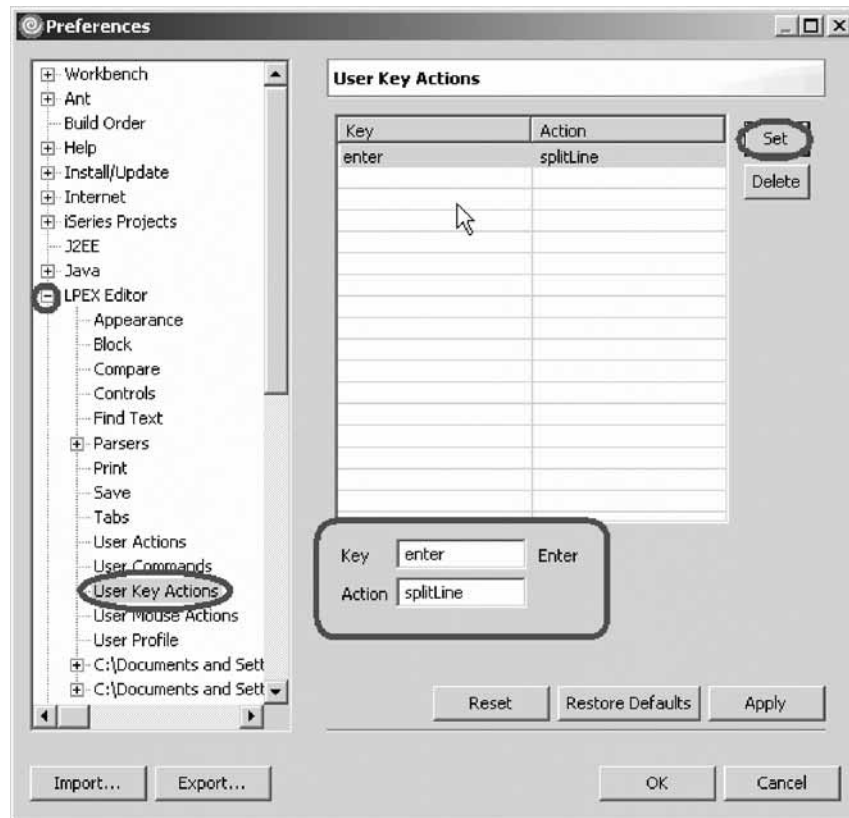 Preferences
Workbench
Ant
Build Order
Help
Install/Update
Internet
iSeries Projects
J2EE
Java
LPEX Editor
Appearance
Block
Compare
Controls
Find Text
Parsers
Print
Save
Tabs
User Actions
User Commands
User Key Actions
User Mouse Actions
User Profile
C:\Documents and Sett
C:\Documents and Sett
User Key Actions
Key Action
enter splitLine
Set
Delete
Key enter Enter
Action splitLine
Reset Restore Defaults Apply
Import... Export... OK Cancel